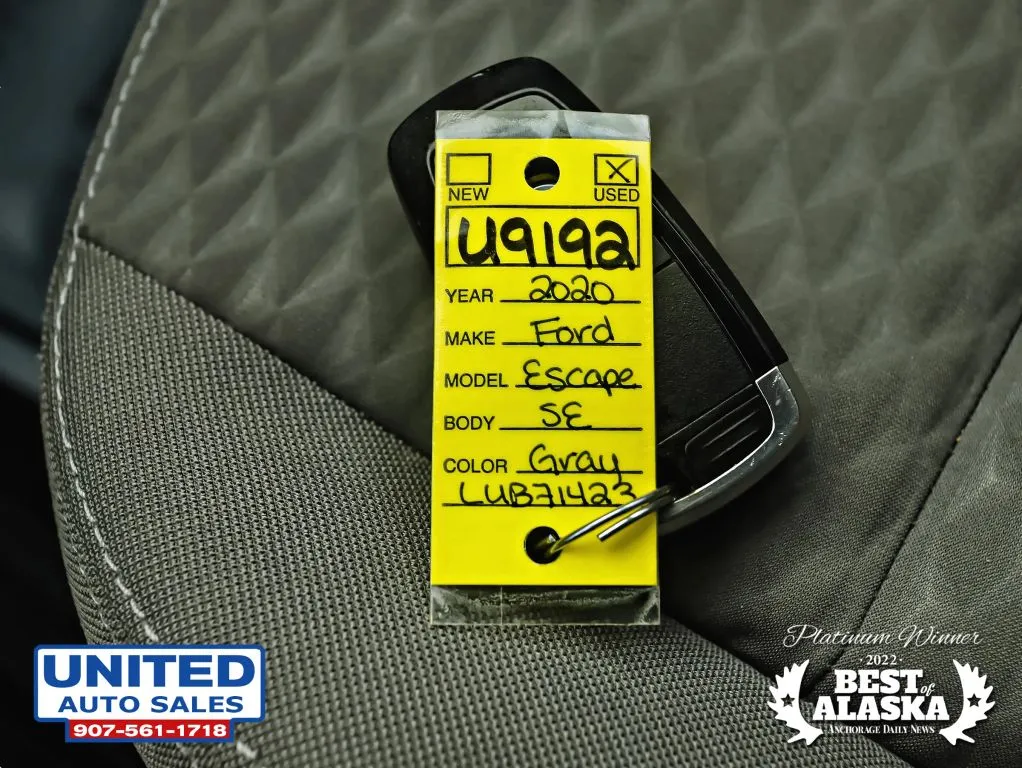 NEW USED
U9192
YEAR 2020
MAKE Ford
MODEL Escape
BODY SE
COLOR Gray
LUB71423
UNITED
AUTO SALES
907-561-1718
Platinum Winner
·2022·
BEST of
ALASKA
Anchorage Daily News